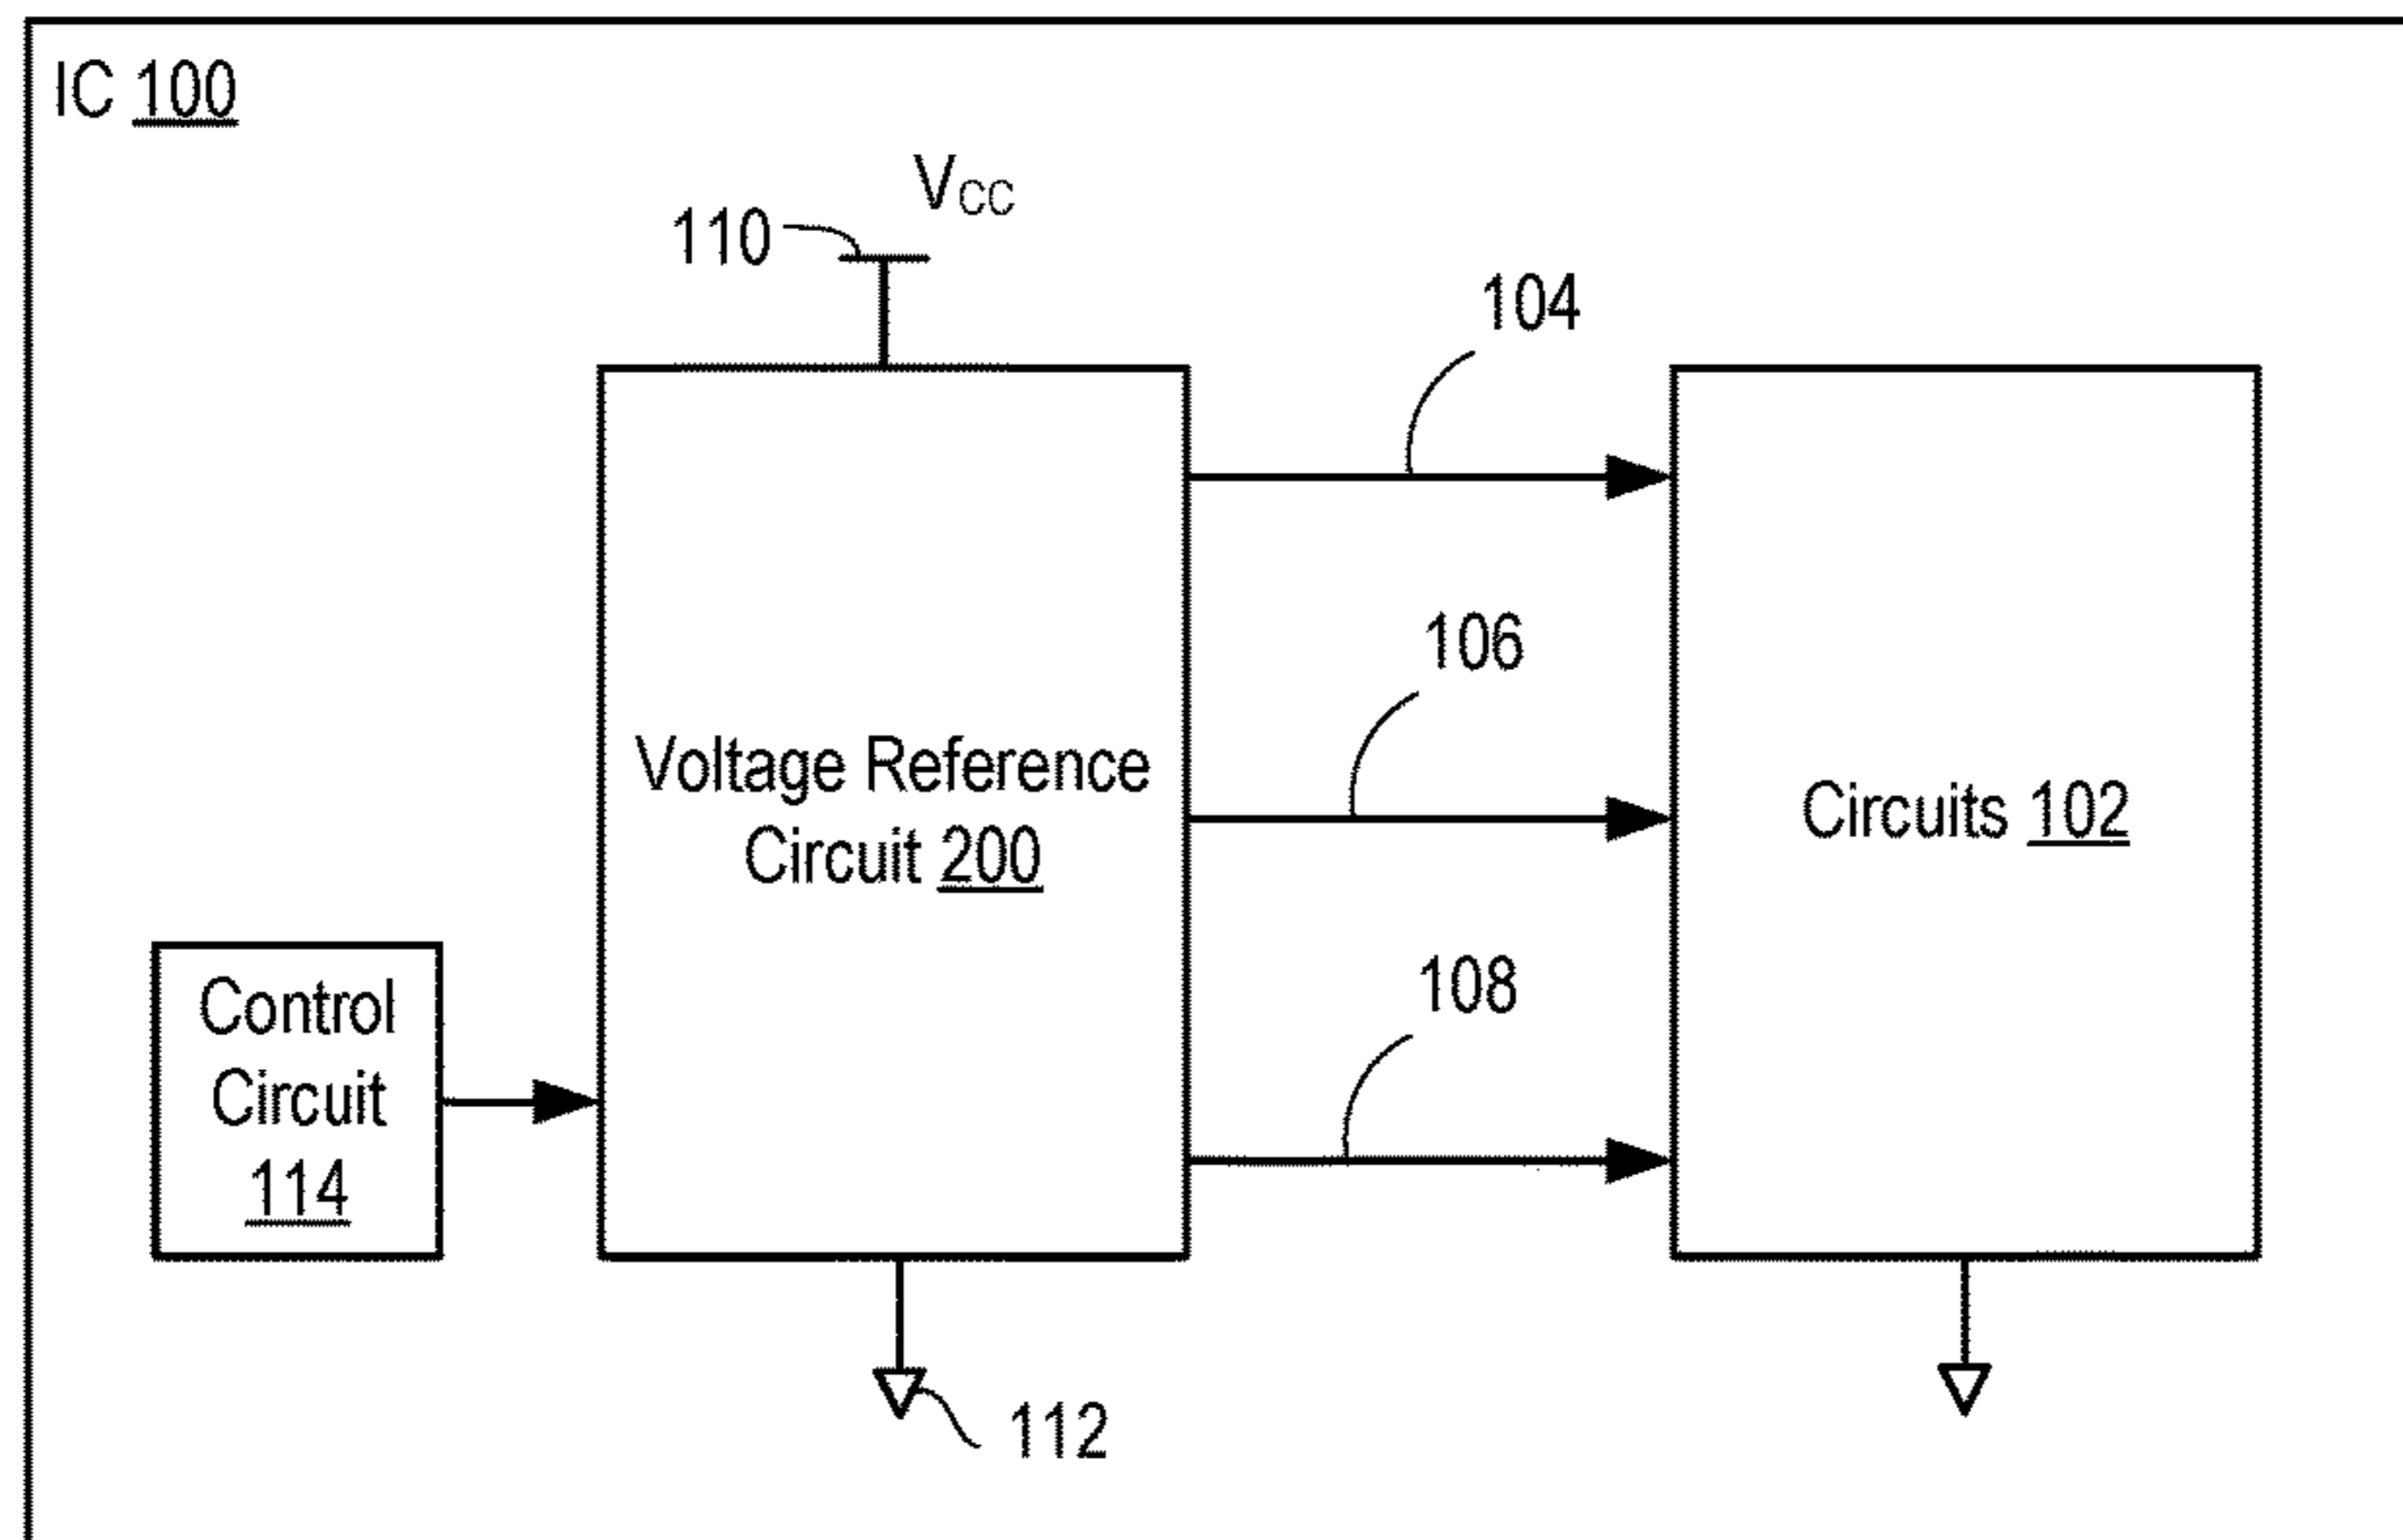 IC 100
VCC
110
104
106
Voltage Reference
Circuit 200
Circuits 102
108
Control
Circuit
114
112